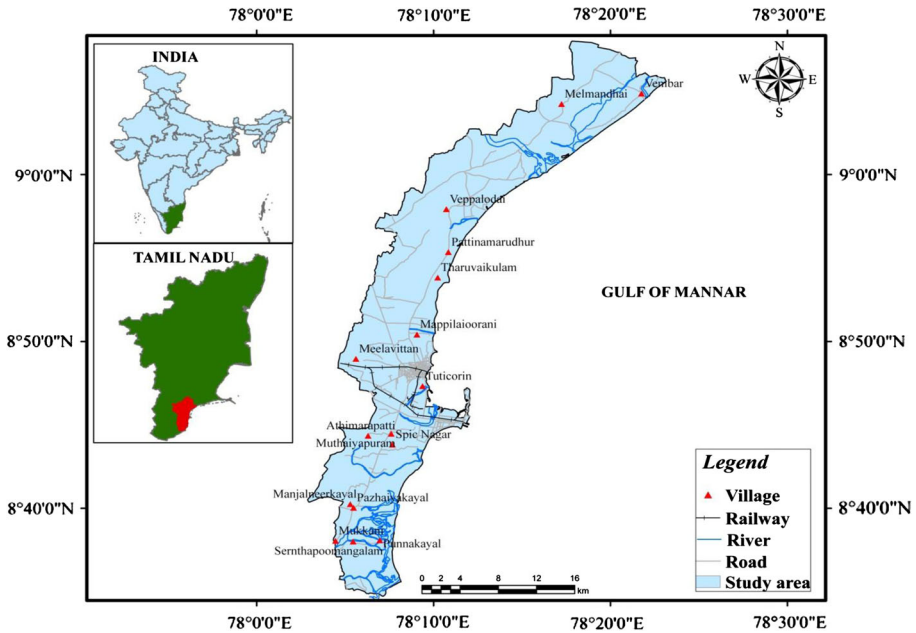 78°0'0"E 78°10'0"E 78°20'0"E 78°30'0"E
INDIA
N
W E
S
Vembar
Melmandhai
9°0'0"N 9°0'0"N
Veppalodai
Pattinamarudhur
TAMIL NADU
Tharuvaikulam
GULF OF MANNAR
Mappilaioorani
8°50'0"N 8°50'0"N
Meelavittan
Tuticorin
Athimarapatti
Spic Nagar
Muthaiyapuram
Legend
Village
Railway
River
Road
Study area
Manjalneerkayal Pazhaiyakayal
8°40'0"N 8°40'0"N
Mukkani
Sernthapoomangalam Punnakayal
0 2 4 8 12 16
km
78°0'0"E 78°10'0"E 78°20'0"E 78°30'0"E